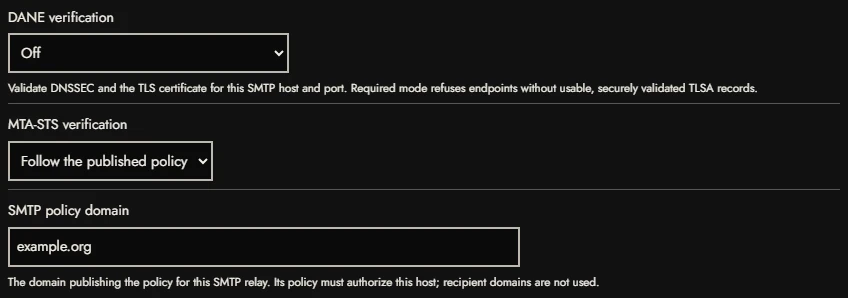 DANE verification
Off
Validate DNSSEC and the TLS certificate for this SMTP host and port. Required mode refuses endpoints without usable, securely validated TLSA records.
MTA-STS verification
Follow the published policy
SMTP policy domain
example.org
The domain publishing the policy for this SMTP relay. Its policy must authorize this host; recipient domains are not used.